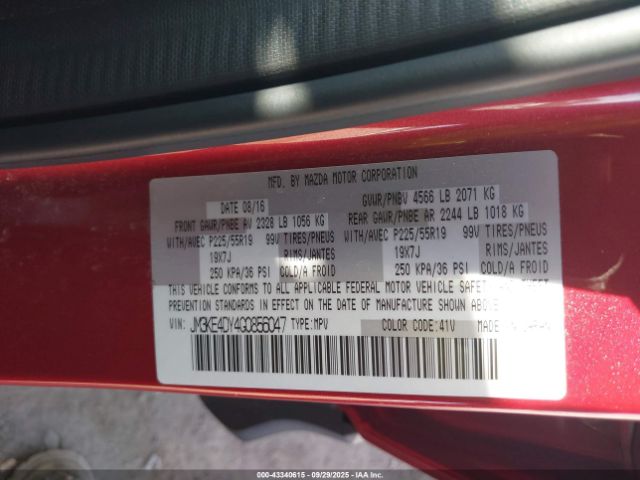 MFD. BY MAZDA MOTOR CORPORATION
DATE 08/16 GVWR/PNBV 4566 LB 2071 KG
FRONT GAWR/PNBE AV 2328 LB 1056 KG REAR GAWR/PNBE AR 2244 LB 1018 KG
WITH/AVEC P225/55R19 99V TIRES/PNEUS WITH/AVEC P225/55R19 99V TIRES/PNEUS
19X7J RIMS/JANTES 19X7J RIMS/JANTES
250 KPA/36 PSI COLD/A FROID 250 KPA/36 PSI COLD/A FROID
THIS VEHICLE CONFORMS TO ALL APPLICABLE FEDERAL MOTOR VEHICLE SAFETY AND THEFT
PREVENTION STANDARDS IN EFFECT ON THE DATE OF MANUFACTURE SHOWN ABOVE.
VIN: JM3KE4DY4G0856047 TYPE:MPV COLOR CODE:41V MADE IN JAPAN
000-43340615 - 09/29/2025 - IAAI.COM